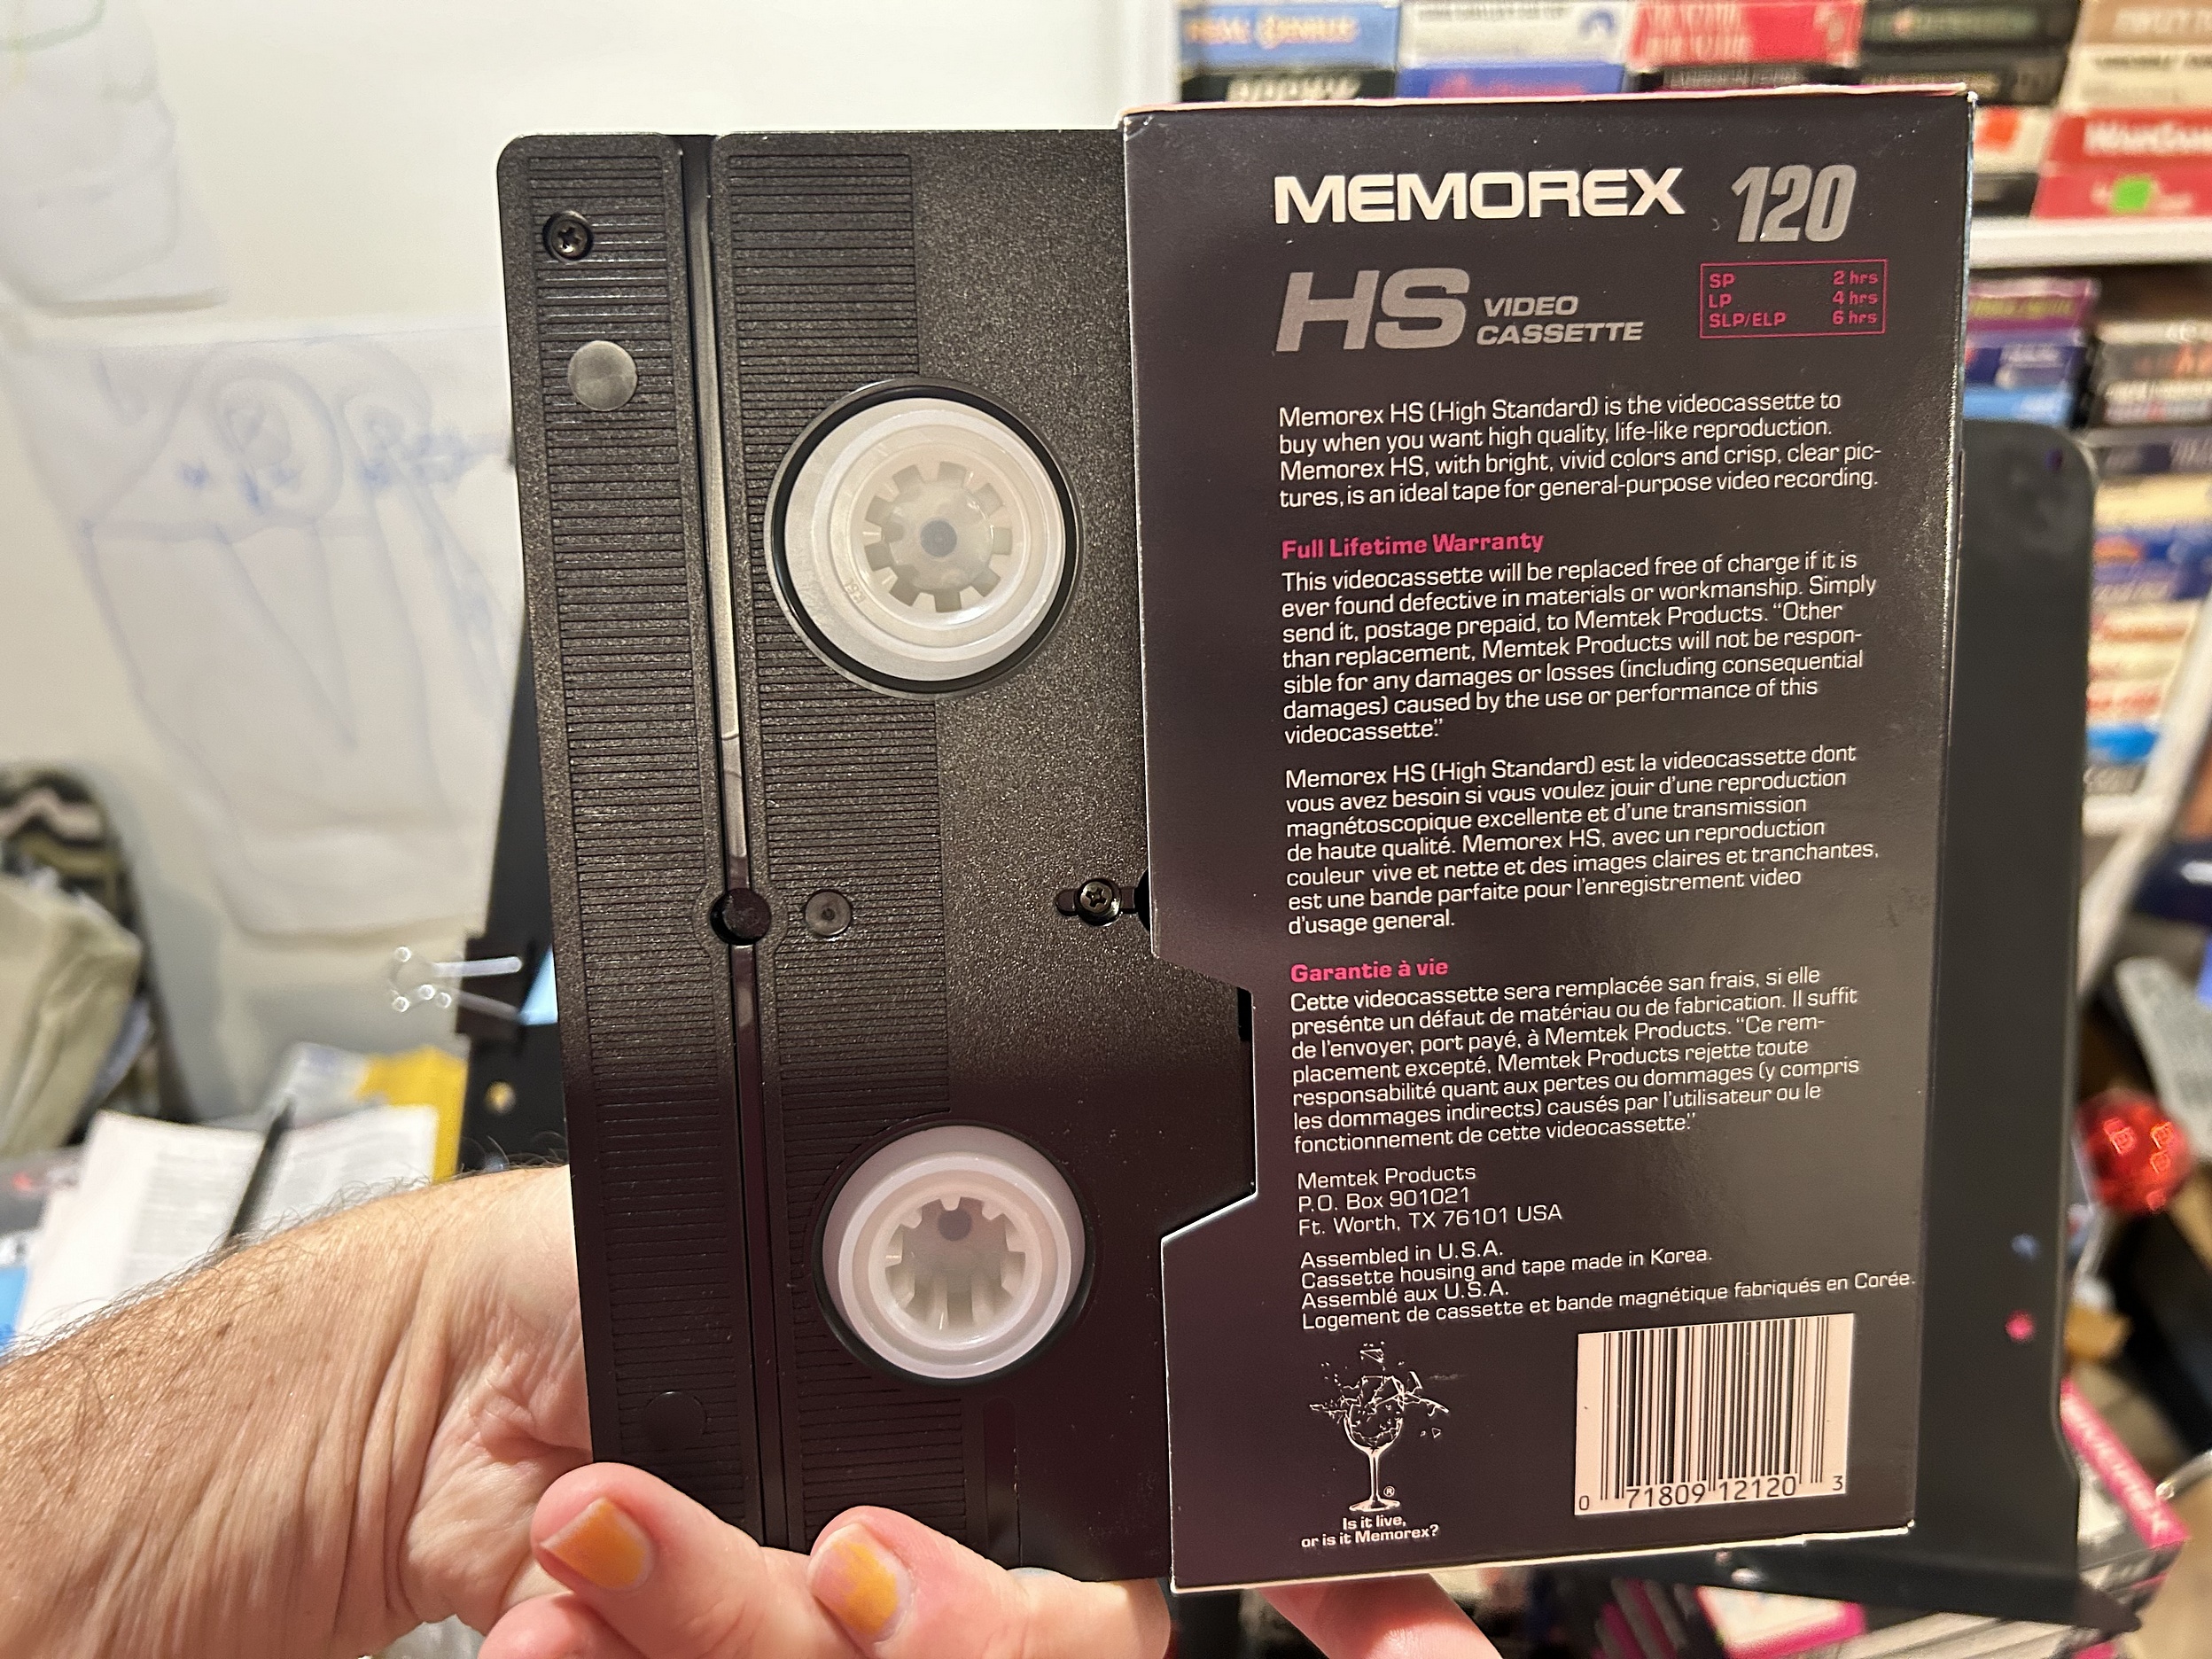 REAL GENIUS
ROCKY
MEMOREX 120
HS VIDEO
CASSETTE
SP 2 hrs
LP 4 hrs
SLP/ELP 6 hrs
Memorex HS (High Standard) is the videocassette to
buy when you want high quality, life-like reproduction.
Memorex HS, with bright, vivid colors and crisp, clear pic-
tures, is an ideal tape for general-purpose video recording.
Full Lifetime Warranty
This videocassette will be replaced free of charge if it is
ever found defective in materials or workmanship. Simply
send it, postage prepaid, to Memtek Products. “Other
than replacement, Memtek Products will not be respon-
sible for any damages or losses (including consequential
damages) caused by the use or performance of this
videocassette.”
Memorex HS (High Standard) est la videocassette dont
vous avez besoin si vous voulez jouir d'une reproduction
magnétoscopique excellente et d'une transmission
de haute qualité. Memorex HS, avec un reproduction
couleur vive et nette et des images claires et tranchantes,
est une bande parfaite pour l'enregistrement video
d'usage general.
Garantie à vie
Cette videocassette sera remplacée san frais, si elle
presénte un défaut de matériau ou de fabrication. Il suffit
de l'envoyer, port payé, à Memtek Products. “Ce rem-
placement excepté, Memtek Products rejette toute
responsabilité quant aux pertes ou dommages (y compris
les dommages indirects) causés par l'utilisateur ou le
fonctionnement de cette videocassette.”
Memtek Products
P.O. Box 901021
Ft. Worth, TX 76101 USA
Assembled in U.S.A.
Cassette housing and tape made in Korea.
Assemblé aux U.S.A.
Logement de cassette et bande magnétique fabriqués en Corée.
®
Is it live,
or is it Memorex?
0 71809 12120 3